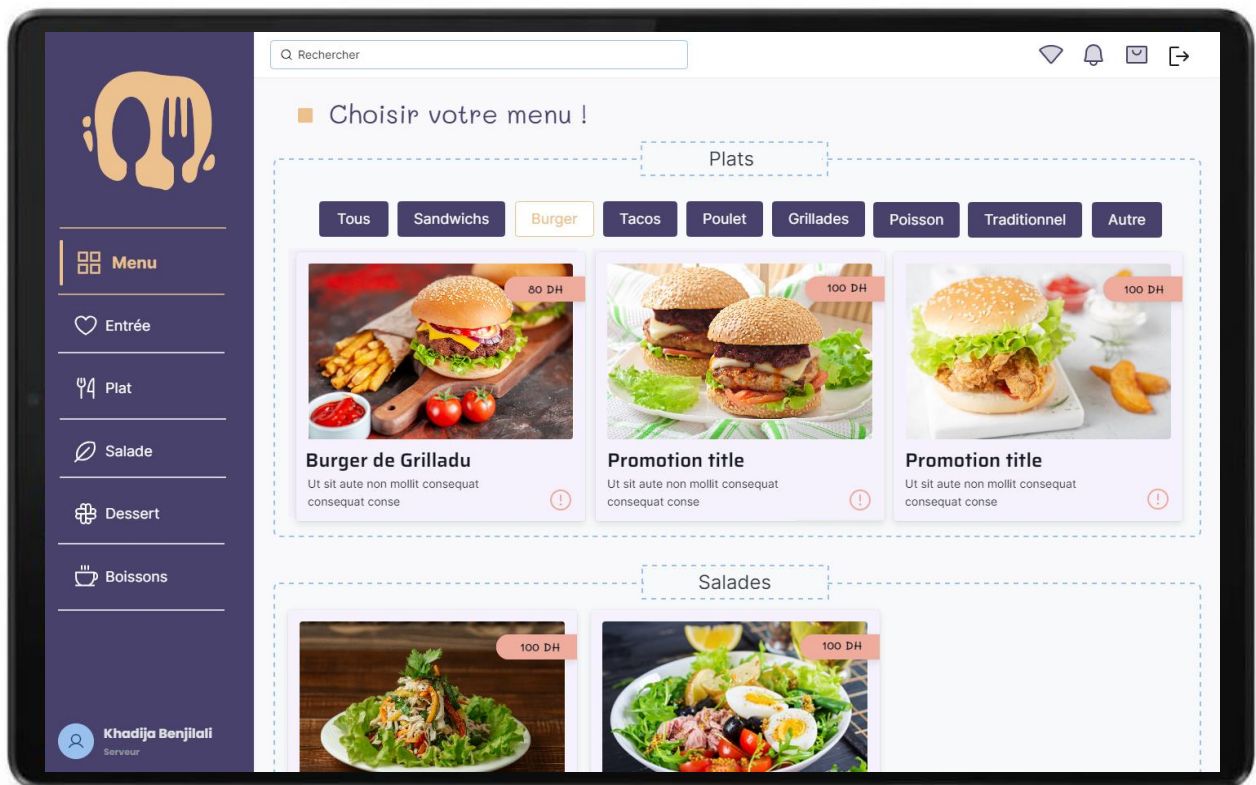 Rechercher
Choisir votre menu !
Plats
Tous Sandwichs Burger Tacos Poulet Grillades Poisson Traditionnel Autre
Menu
Entrée
Plat
Salade
Dessert
Boissons
Khadija Benjilali
Serveur
80 DH
Burger de Grilladu
Ut sit aute non mollit consequat
consequat conse
100 DH
Promotion title
Ut sit aute non mollit consequat
consequat conse
100 DH
Promotion title
Ut sit aute non mollit consequat
consequat conse
Salades
100 DH
100 DH